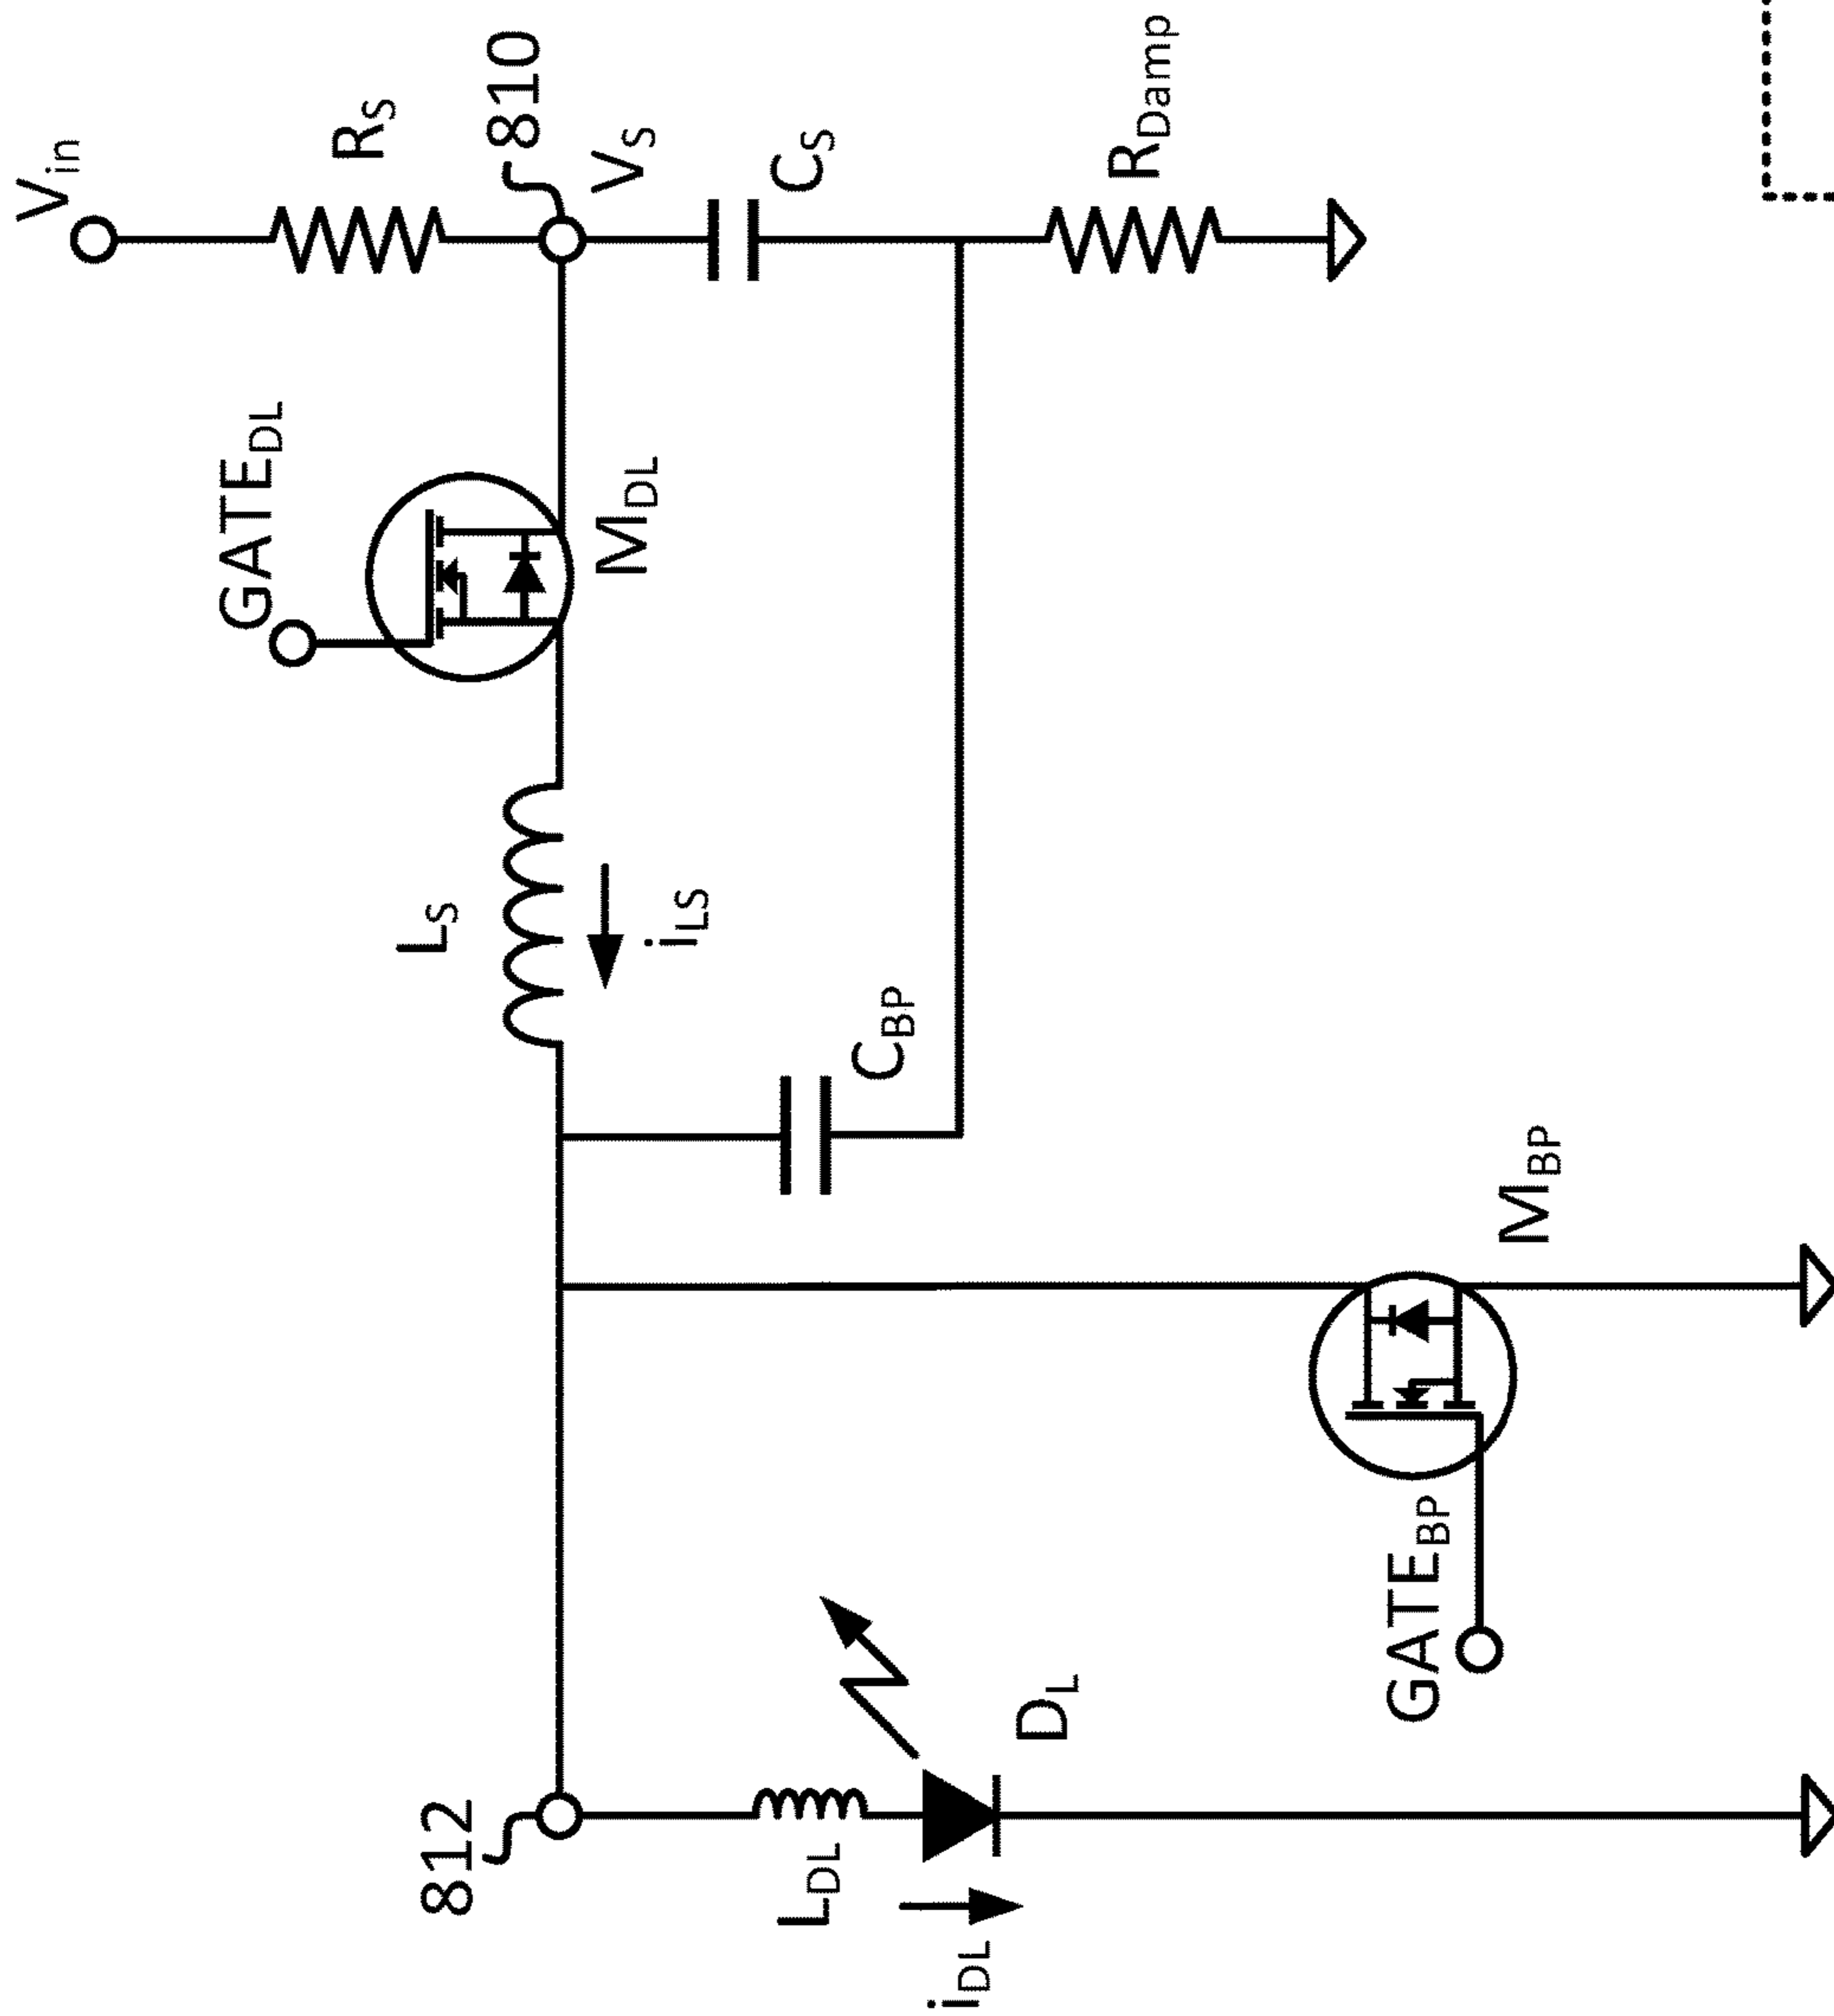 Vin
RS
810
VS
CS
RDamp
GATEDL
MDL
LS
iLS
CBP
MBP
GATEBP
812
LDL
iDL
DL